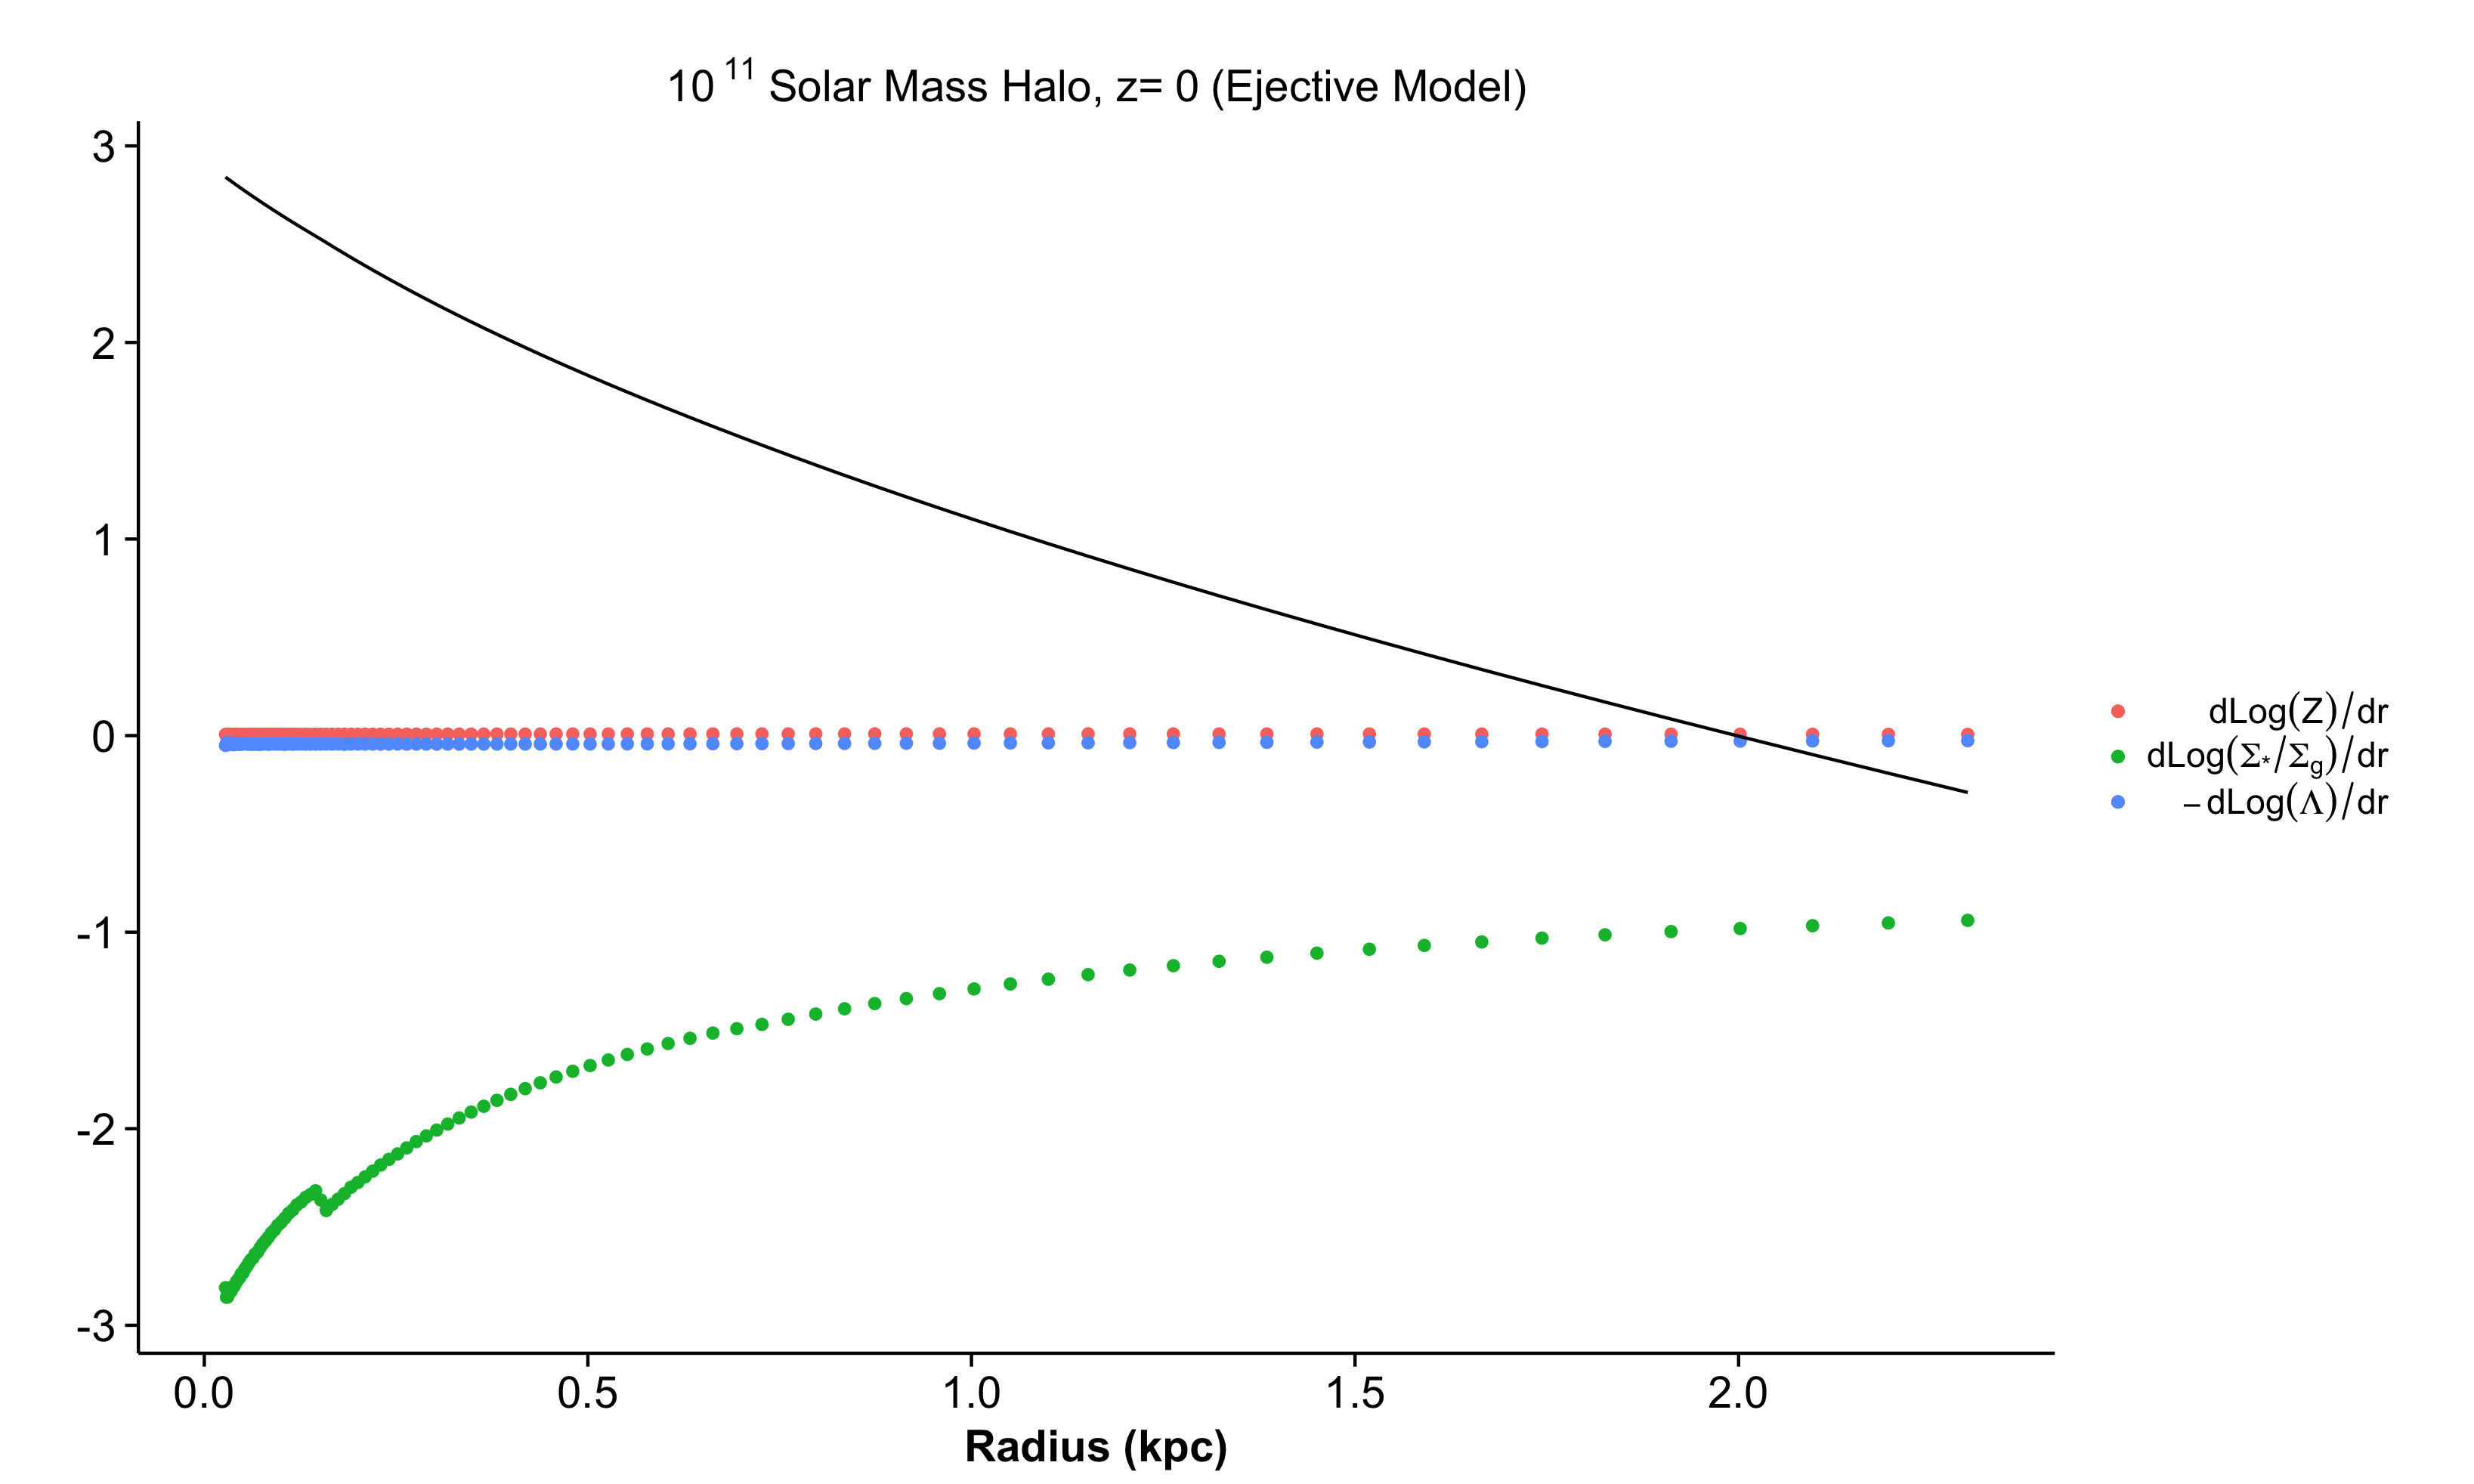 10 11 Solar Mass Halo, z= 0 (Ejective Model)
3
2
1
0
-1
-2
-3
0.0 0.5 1.0 1.5 2.0
Radius (kpc)
dLog(Z)/dr
dLog(Σ*/Σg)/dr
−dLog(Λ)/dr